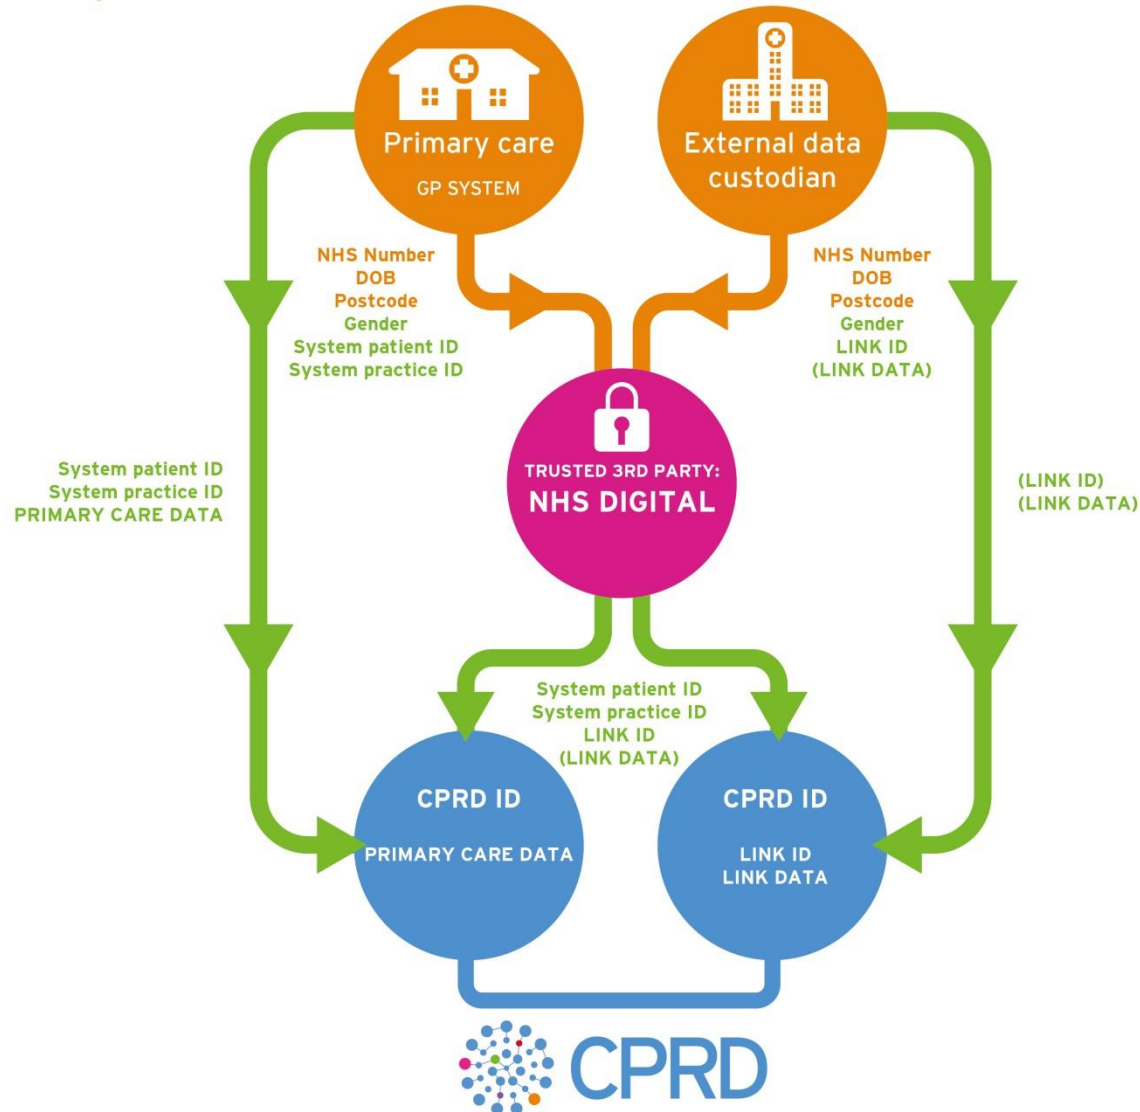 Primary care
GP SYSTEM
External data
custodian
NHS Number
DOB
Postcode
Gender
System patient ID
System practice ID
NHS Number
DOB
Postcode
Gender
LINK ID
(LINK DATA)
TRUSTED 3RD PARTY:
NHS DIGITAL
System patient ID
System practice ID
PRIMARY CARE DATA
(LINK ID)
(LINK DATA)
System patient ID
System practice ID
LINK ID
(LINK DATA)
CPRD ID
PRIMARY CARE DATA
CPRD ID
LINK ID
LINK DATA
CPRD